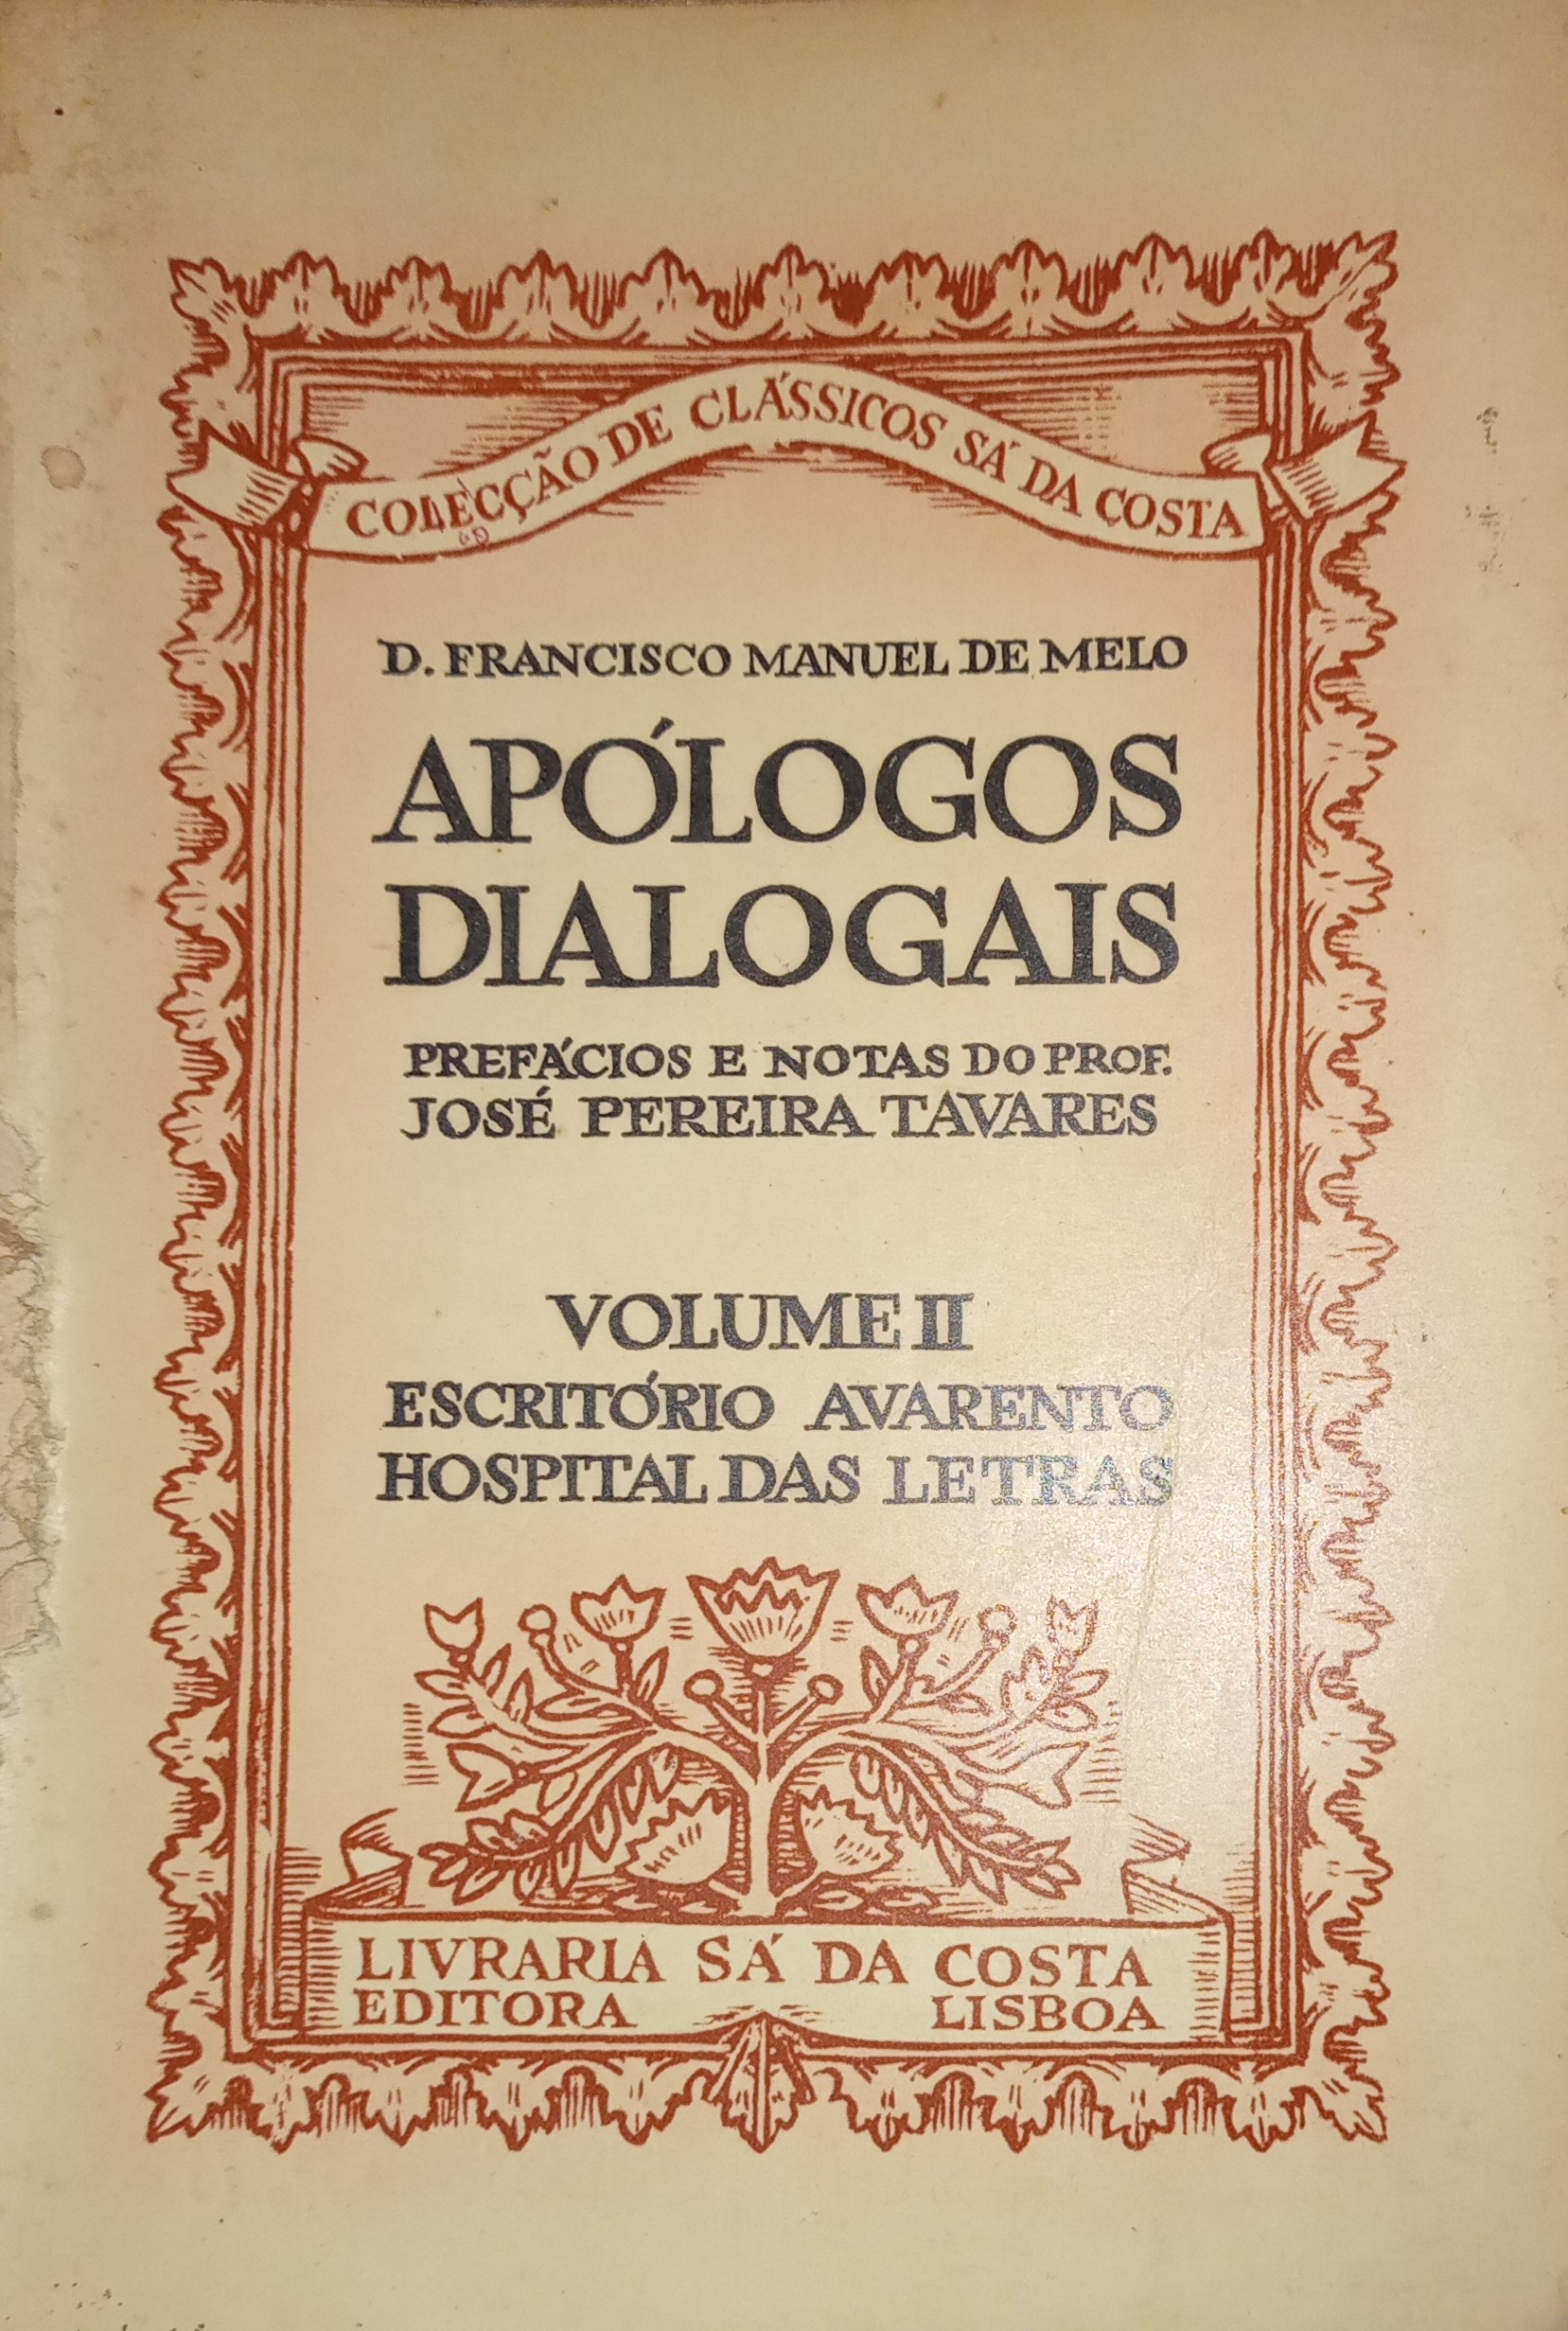 COLECÇÃO DE CLÁSSICOS SÁ DA COSTA
D. FRANCISCO MANUEL DE MELO
APÓLOGOS
DIALOGAIS
PREFÁCIOS E NOTAS DO PROF.
JOSÉ PEREIRA TAVARES
VOLUME II
ESCRITÓRIO AVARENTO
HOSPITAL DAS LETRAS
LIVRARIA SÁ DA COSTA
EDITORA LISBOA